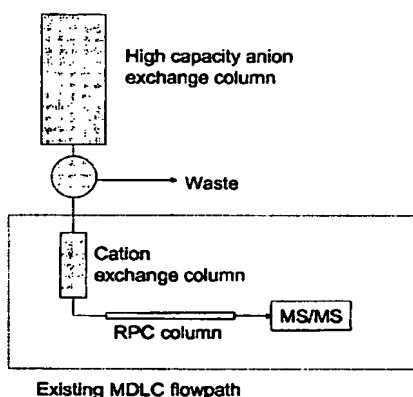 High capacity anion
exchange column
Waste
Cation
exchange column
RPC column
MS/MS
Existing MDLC flowpath